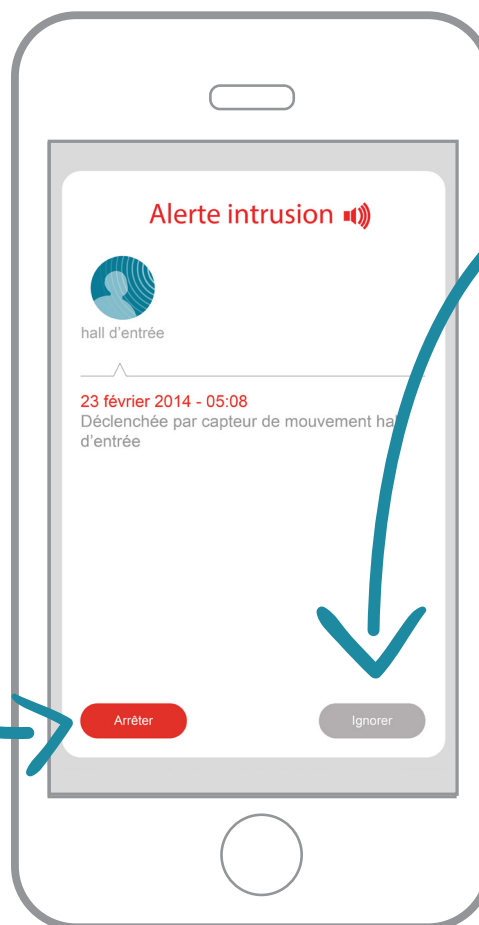 Alerte intrusion
hall d'entrée
23 février 2014 - 05:08
Déclenchée par capteur de mouvement hall
d'entrée
Arrêter
Ignorer